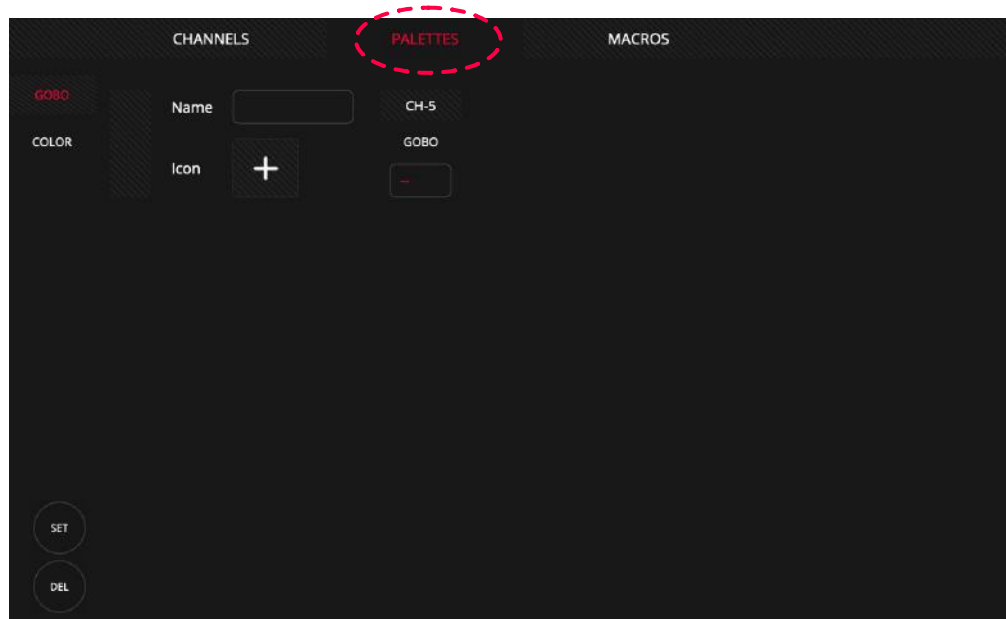 CHANNELS PALETTES MACROS
GOBO
COLOR
Name
CH-5
GOBO
Icon
--
SET
DEL